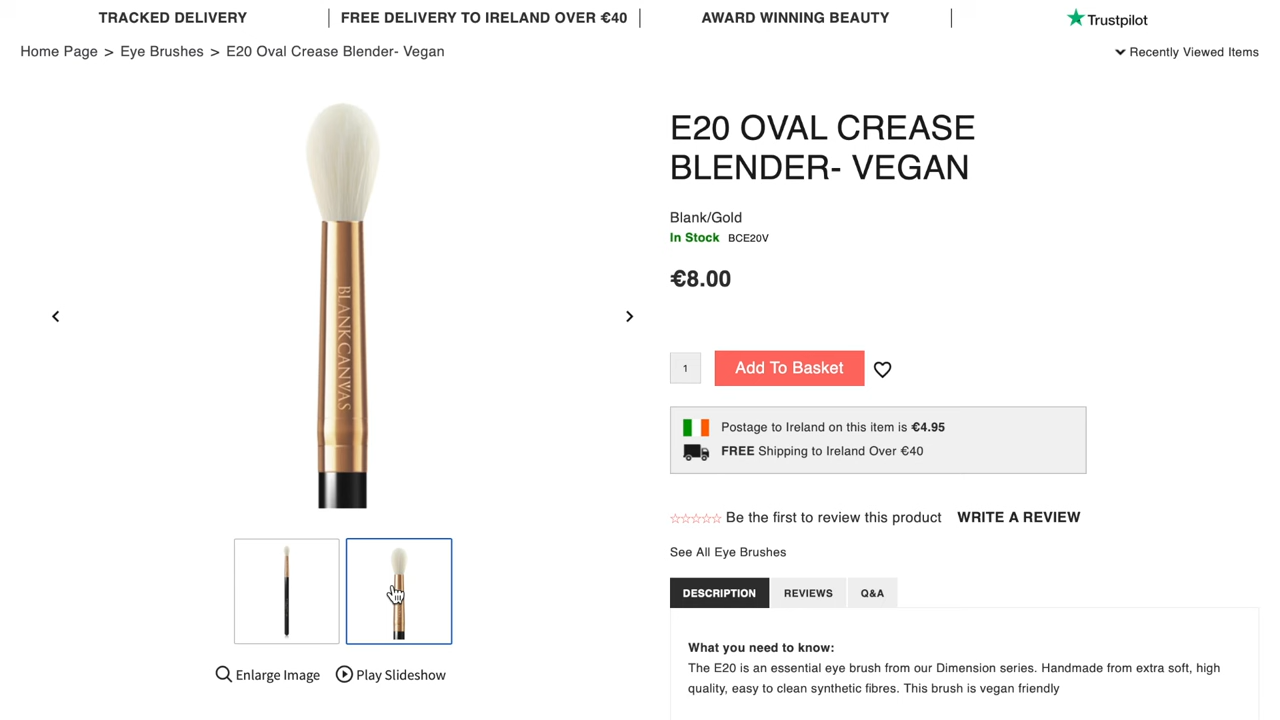 TRACKED DELIVERY
FREE DELIVERY TO IRELAND OVER €40
AWARD WINNING BEAUTY
Trustpilot
Home Page > Eye Brushes > E20 Oval Crease Blender- Vegan
Recently Viewed Items
BLANK CANVAS
E20 OVAL CREASE
BLENDER- VEGAN
Blank/Gold
In Stock BCE20V
€8.00
1
Add To Basket
Postage to Ireland on this item is €4.95
FREE Shipping to Ireland Over €40
Be the first to review this product WRITE A REVIEW
See All Eye Brushes
DESCRIPTION
REVIEWS
Q&A
What you need to know:
The E20 is an essential eye brush from our Dimension series. Handmade from extra soft, high
quality, easy to clean synthetic fibres. This brush is vegan friendly
Enlarge Image
Play Slideshow